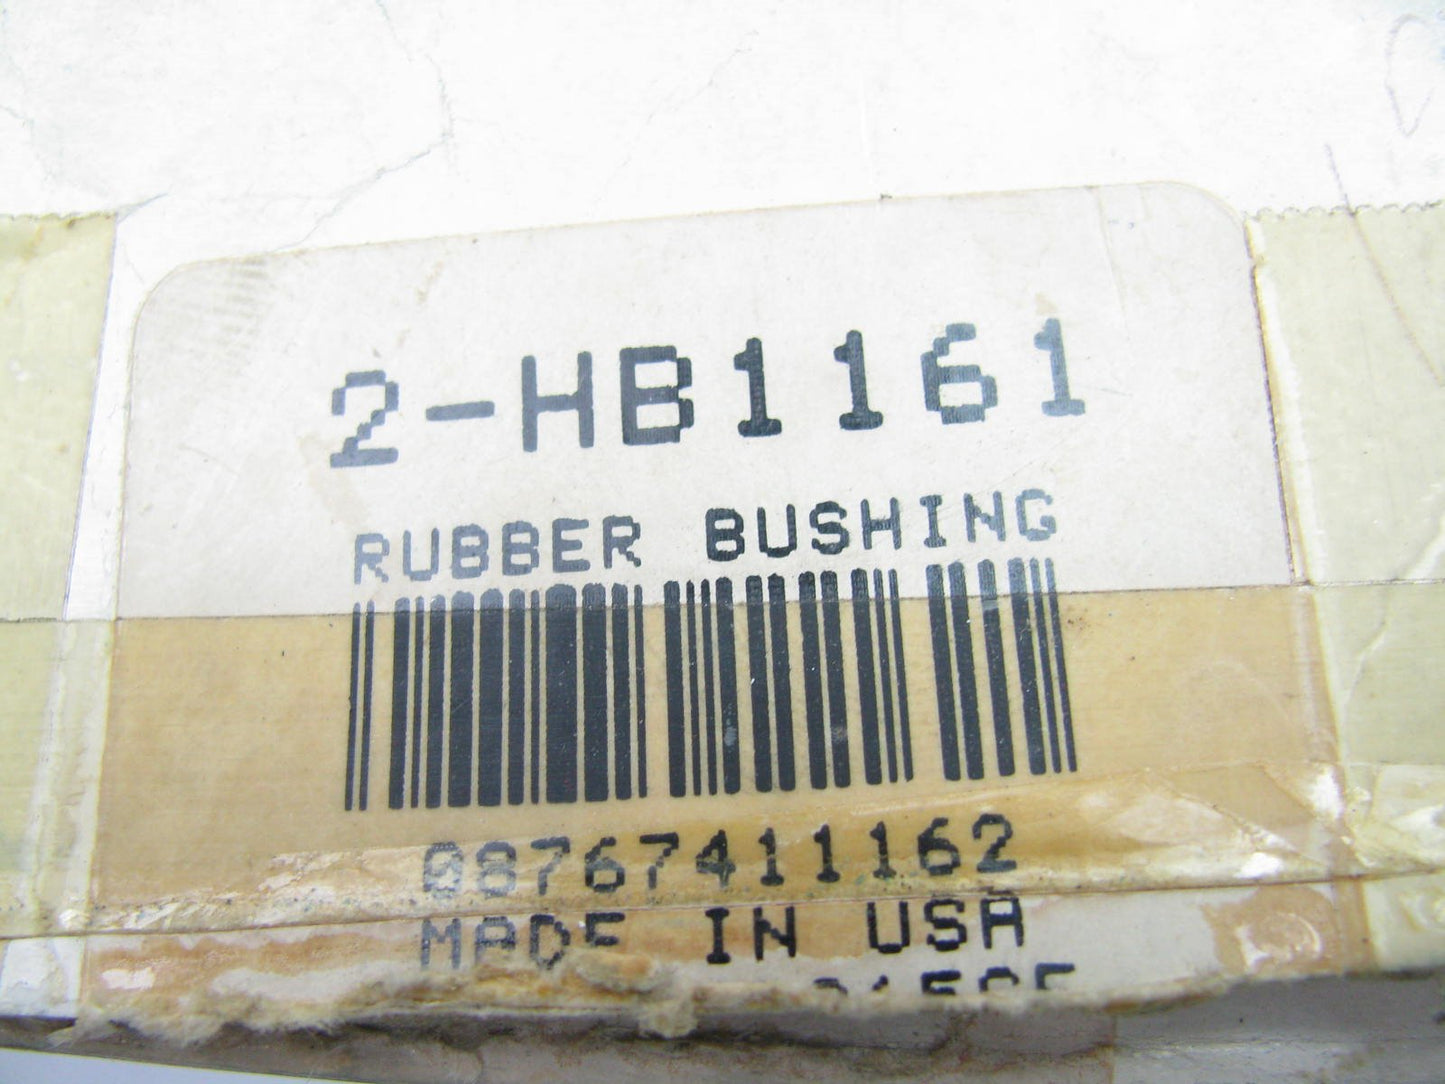 2-HB1161
RUBBER BUSHING
08767411162
MADE IN USA